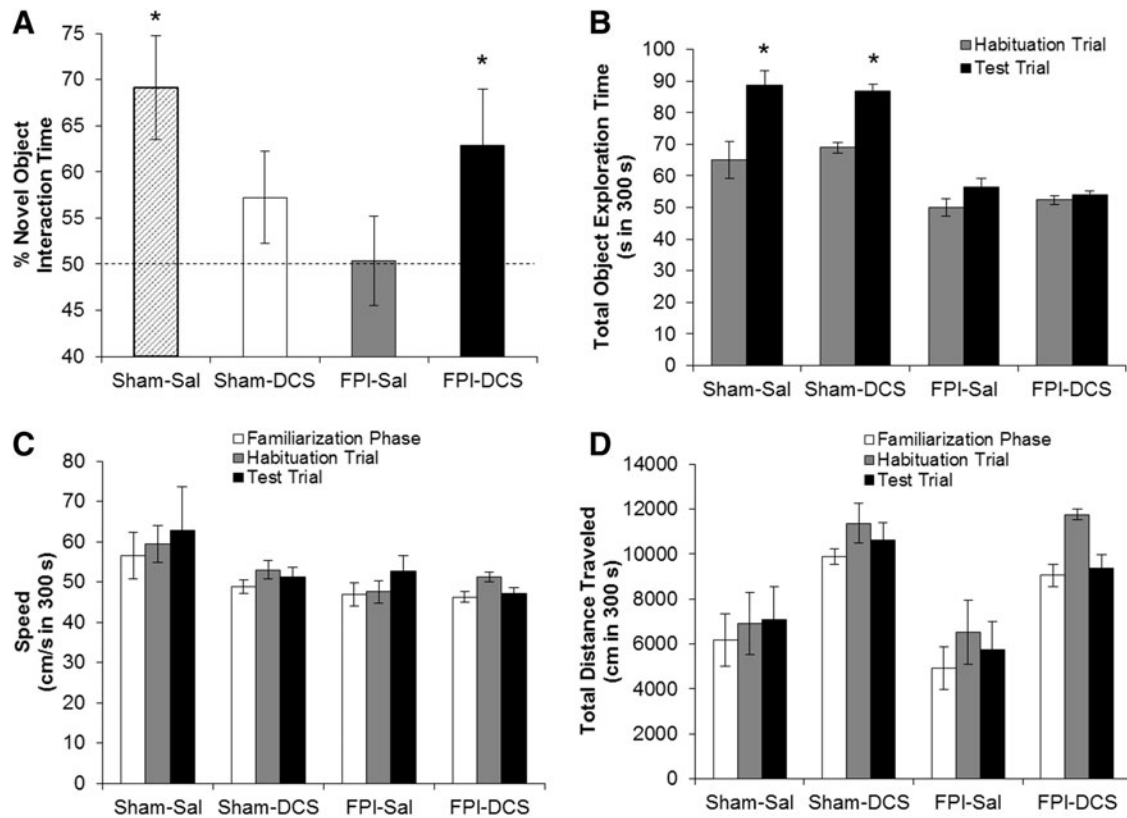 A
% Novel Object
Interaction Time
75
70
65
60
55
50
45
40
*
*
Sham-Sal Sham-DCS FPI-Sal FPI-DCS
B
Total Object Exploration Time
(s in 300 s)
100
90
80
70
60
50
40
30
20
10
0
Habituation Trial
Test Trial
*
*
Sham-Sal Sham-DCS FPI-Sal FPI-DCS
C
Speed
(cm/s in 300 s)
80
70
60
50
40
30
20
10
0
Familiarization Phase
Habituation Trial
Test Trial
Sham-Sal Sham-DCS FPI-Sal FPI-DCS
D
Total Distance Traveled
(cm in 300 s)
14000
12000
10000
8000
6000
4000
2000
0
Familiarization Phase
Habituation Trial
Test Trial
Sham-Sal Sham-DCS FPI-Sal FPI-DCS